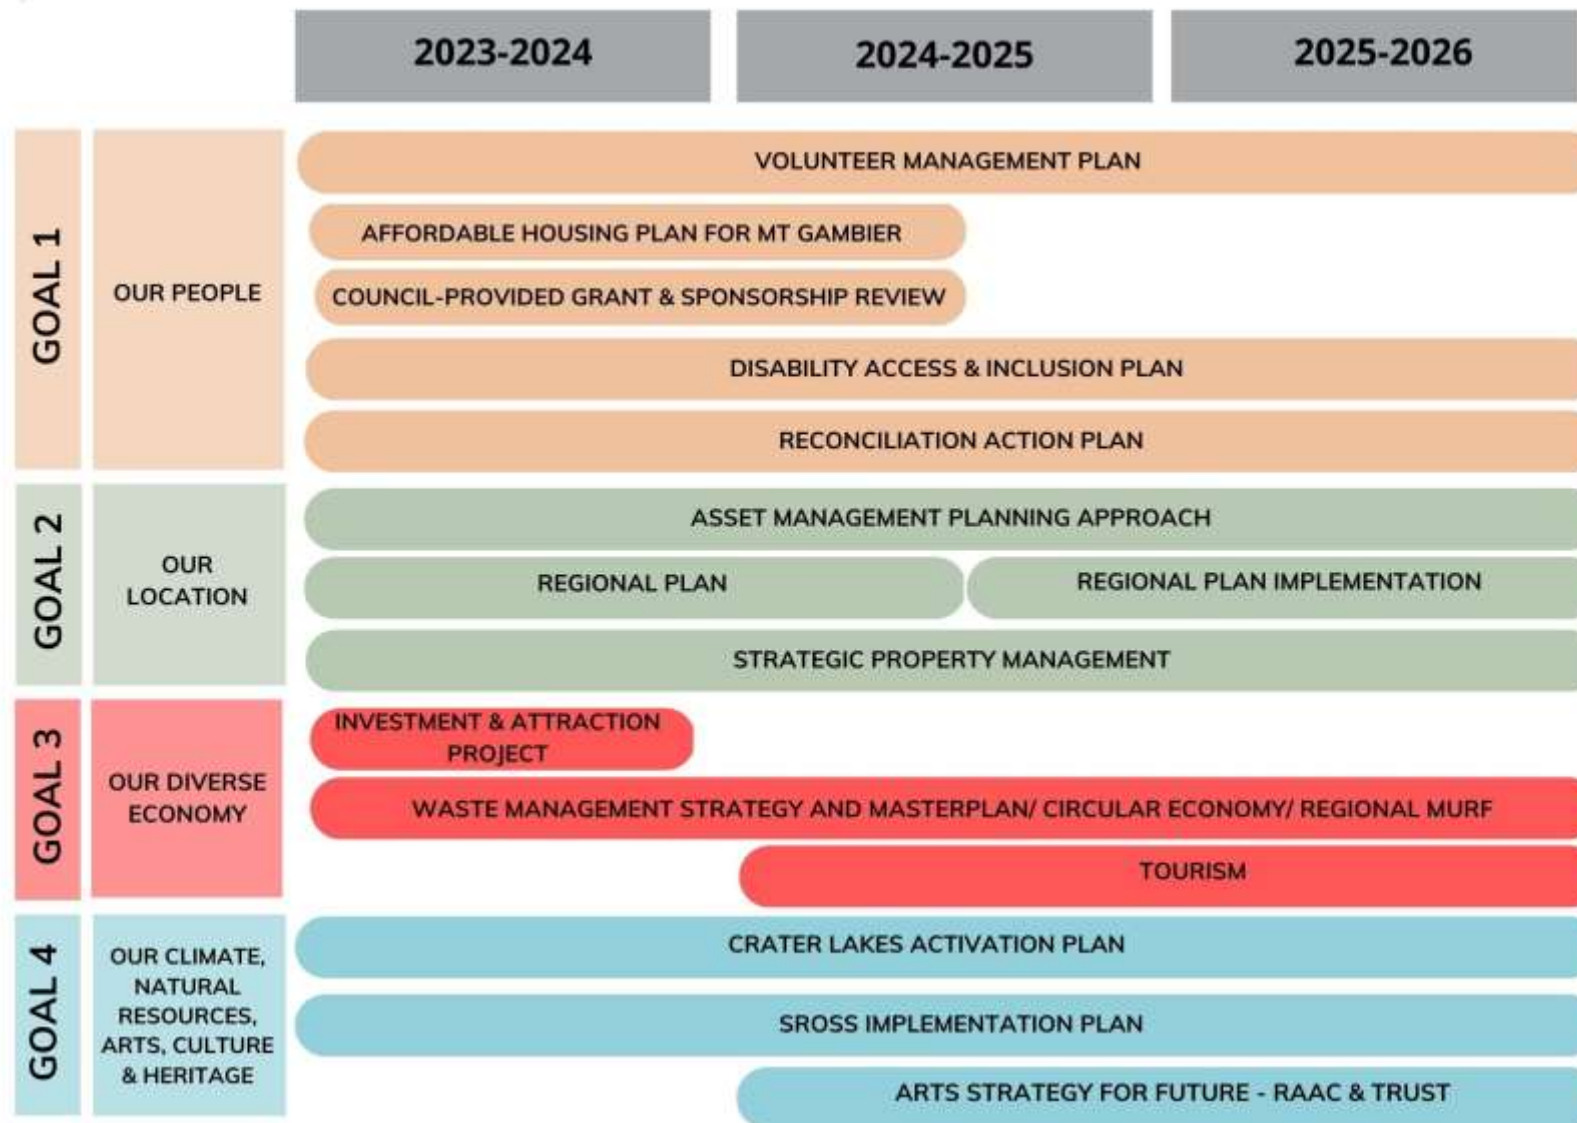 2023-2024
2024-2025
2025-2026
GOAL 1
OUR PEOPLE
VOLUNTEER MANAGEMENT PLAN
AFFORDABLE HOUSING PLAN FOR MT GAMBIER
COUNCIL-PROVIDED GRANT & SPONSORSHIP REVIEW
DISABILITY ACCESS & INCLUSION PLAN
RECONCILIATION ACTION PLAN
GOAL 2
OUR
LOCATION
ASSET MANAGEMENT PLANNING APPROACH
REGIONAL PLAN
REGIONAL PLAN IMPLEMENTATION
STRATEGIC PROPERTY MANAGEMENT
GOAL 3
OUR DIVERSE
ECONOMY
INVESTMENT & ATTRACTION
PROJECT
WASTE MANAGEMENT STRATEGY AND MASTERPLAN/ CIRCULAR ECONOMY/ REGIONAL MURF
TOURISM
GOAL 4
OUR CLIMATE,
NATURAL
RESOURCES,
ARTS, CULTURE
& HERITAGE
CRATER LAKES ACTIVATION PLAN
SROSS IMPLEMENTATION PLAN
ARTS STRATEGY FOR FUTURE - RAAC & TRUST